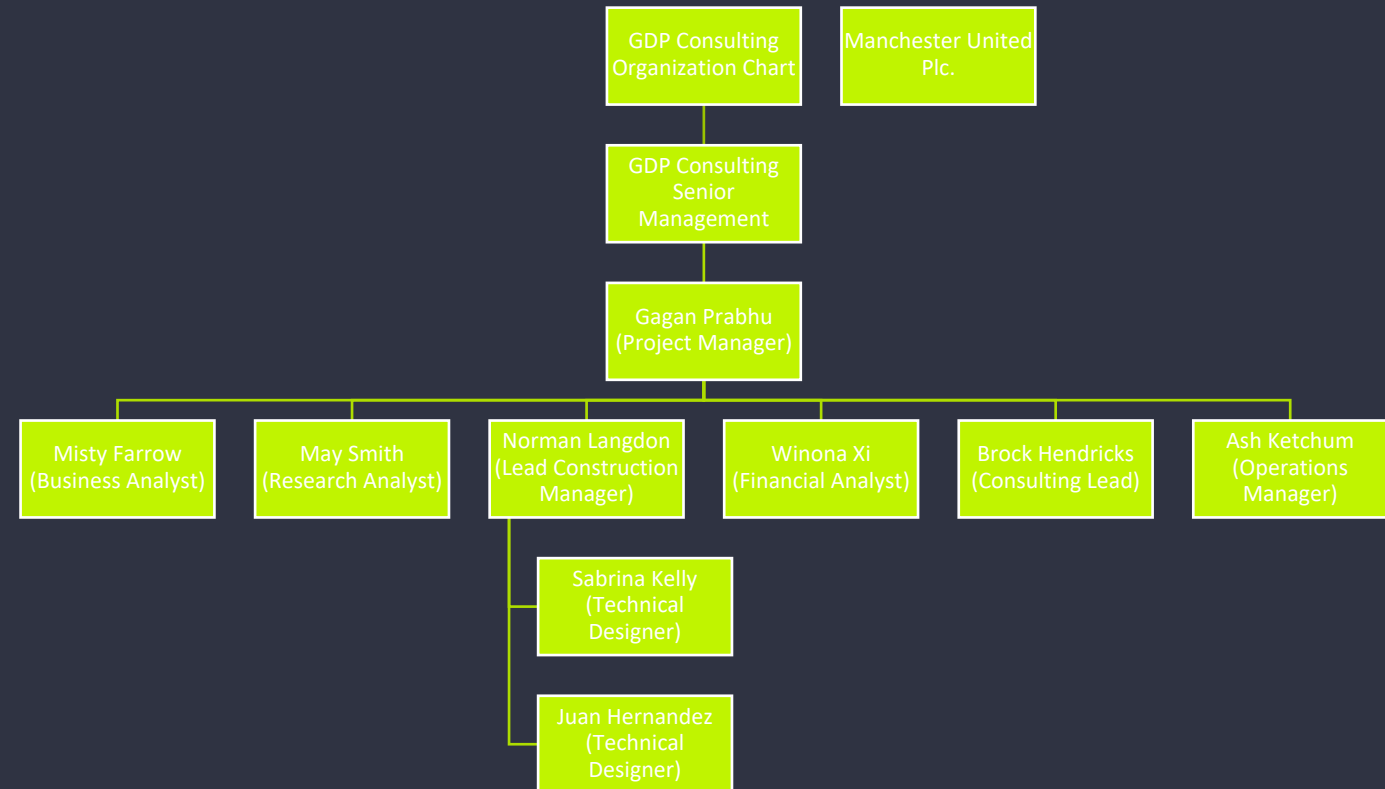 GDP Consulting
Organization Chart
Manchester United
Plc.
GDP Consulting
Senior
Management
Gagan Prabhu
(Project Manager)
Misty Farrow
(Business Analyst)
May Smith
(Research Analyst)
Norman Langdon
(Lead Construction
Manager)
Winona Xi
(Financial Analyst)
Brock Hendricks
(Consulting Lead)
Ash Ketchum
(Operations
Manager)
Sabrina Kelly
(Technical
Designer)
Juan Hernandez
(Technical
Designer)